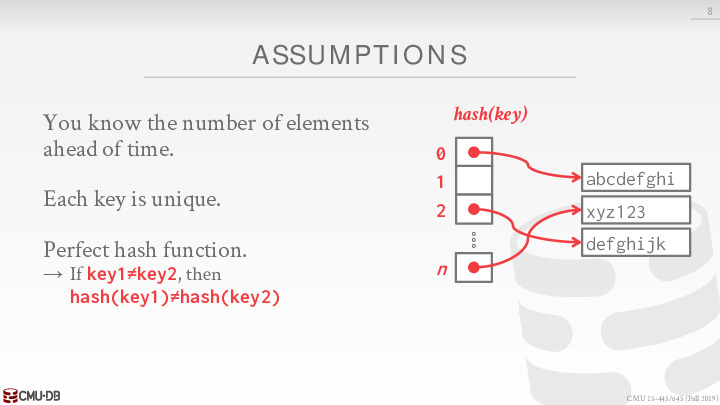 8
ASSUMPTIONS
You know the number of elements
ahead of time.
Each key is unique.
Perfect hash function.
→ If key1≠key2, then
hash(key1)≠hash(key2)
hash(key)
0
1
2
n
abcdefghi
xyz123
defghijk
CMU·DB
CMU 15-445/645 (Fall 2019)